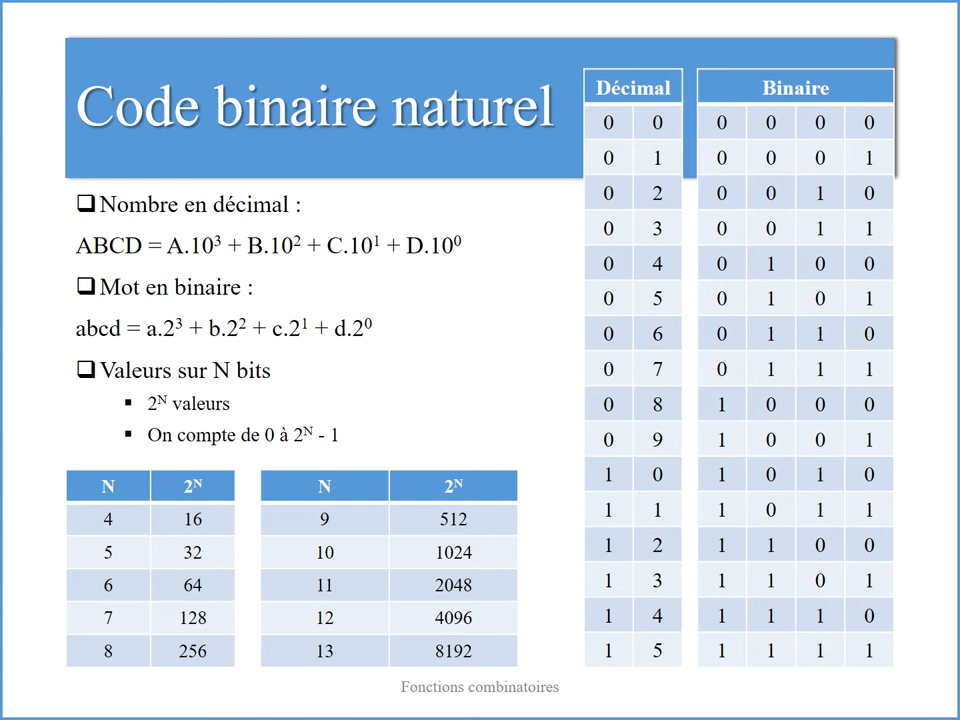 Code binaire naturel
❑Nombre en décimal :
ABCD = A.10³ + B.10² + C.10¹ + D.10⁰
❑Mot en binaire :
abcd = a.2³ + b.2² + c.2¹ + d.2⁰
❑Valeurs sur N bits
▪ 2ᴺ valeurs
▪ On compte de 0 à 2ᴺ - 1
N 2ᴺ
4 16
5 32
6 64
7 128
8 256
N 2ᴺ
9 512
10 1024
11 2048
12 4096
13 8192
Décimal Binaire
0 0 0 0 0 0
0 1 0 0 0 1
0 2 0 0 1 0
0 3 0 0 1 1
0 4 0 1 0 0
0 5 0 1 0 1
0 6 0 1 1 0
0 7 0 1 1 1
0 8 1 0 0 0
0 9 1 0 0 1
1 0 1 0 1 0
1 1 1 0 1 1
1 2 1 1 0 0
1 3 1 1 0 1
1 4 1 1 1 0
1 5 1 1 1 1
Fonctions combinatoires